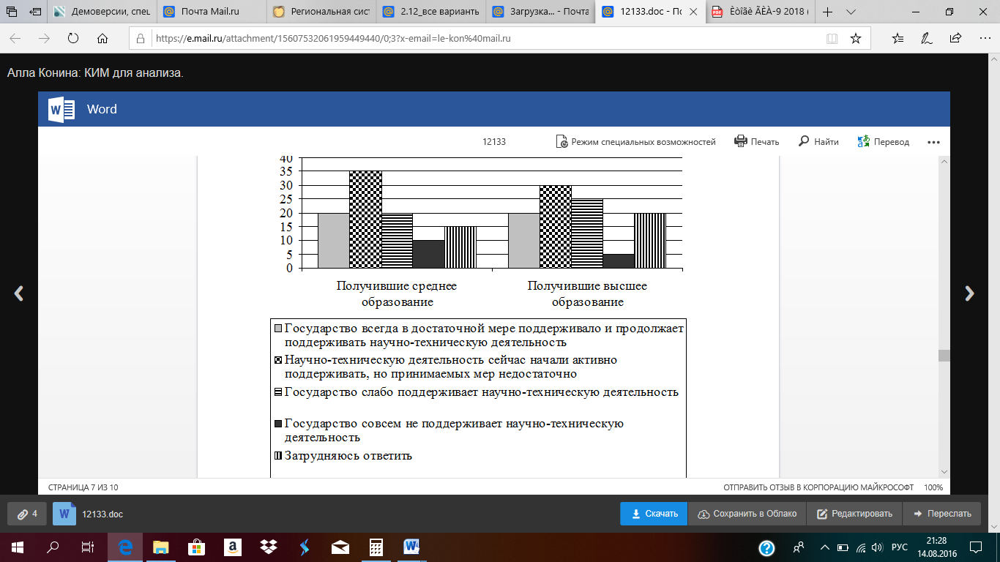 Демоверсии, спец
Почта Mail.ru
Региональная сист
2.12_все варианты
Загрузка... - Почта
12133.doc - По
Èòîãè ÃÈÀ-9 2018 (
https://e.mail.ru/attachment/15607532061959449440/0;3?x-email=le-kon%40mail.ru
Алла Конина: КИМ для анализа.
Word
12133
Режим специальных возможностей
Печать
Найти
Перевод
40
35
30
25
20
15
10
5
0
Получившие среднее
образование
Получившие высшее
образование
Государство всегда в достаточной мере поддерживало и продолжает
поддерживать научно-техническую деятельность
Научно-техническую деятельность сейчас начали активно
поддерживать, но принимаемых мер недостаточно
Государство слабо поддерживает научно-техническую деятельность
Государство совсем не поддерживает научно-техническую
деятельность
Затрудняюсь ответить
СТРАНИЦА 7 ИЗ 10
ОТПРАВИТЬ ОТЗЫВ В КОРПОРАЦИЮ МАЙКРОСОФТ 100%
4
12133.doc
Скачать
Сохранить в Облако
Редактировать
Переслать
РУС
21:28
14.08.2016